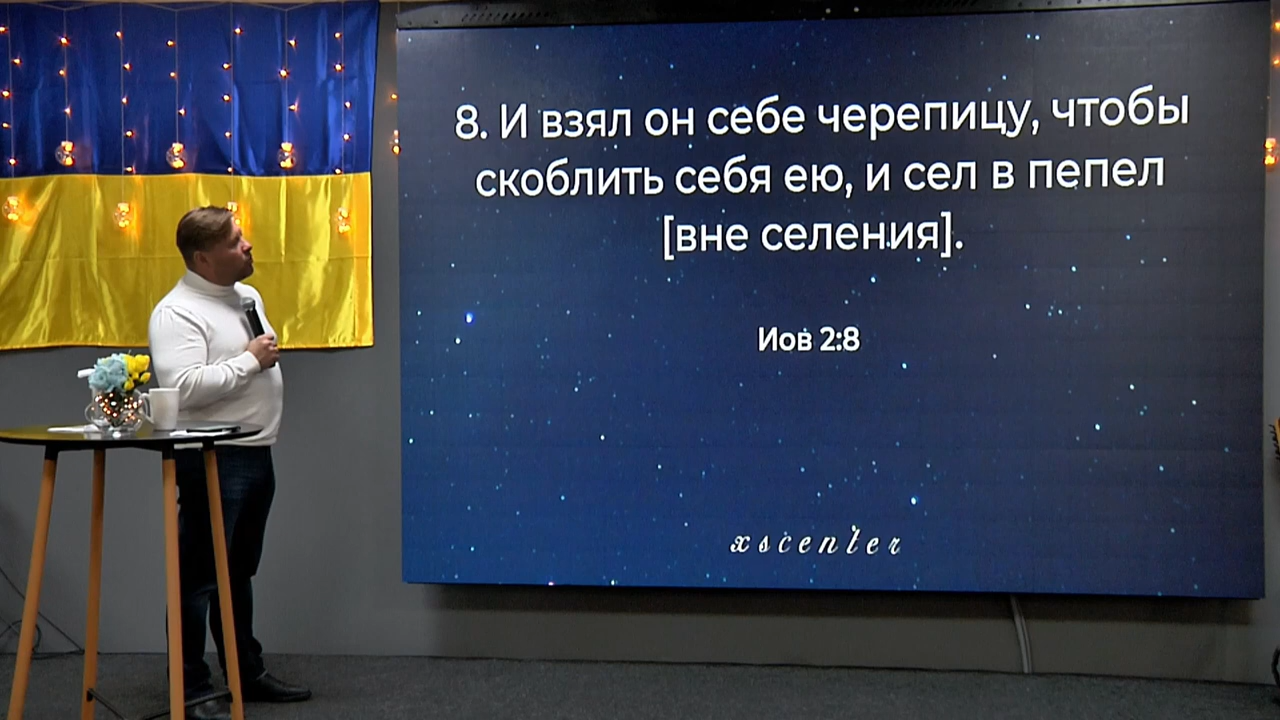 8. И взял он себе черепицу, чтобы
скоблить себя ею, и сел в пепел
[вне селения].
Иов 2:8
xscenter